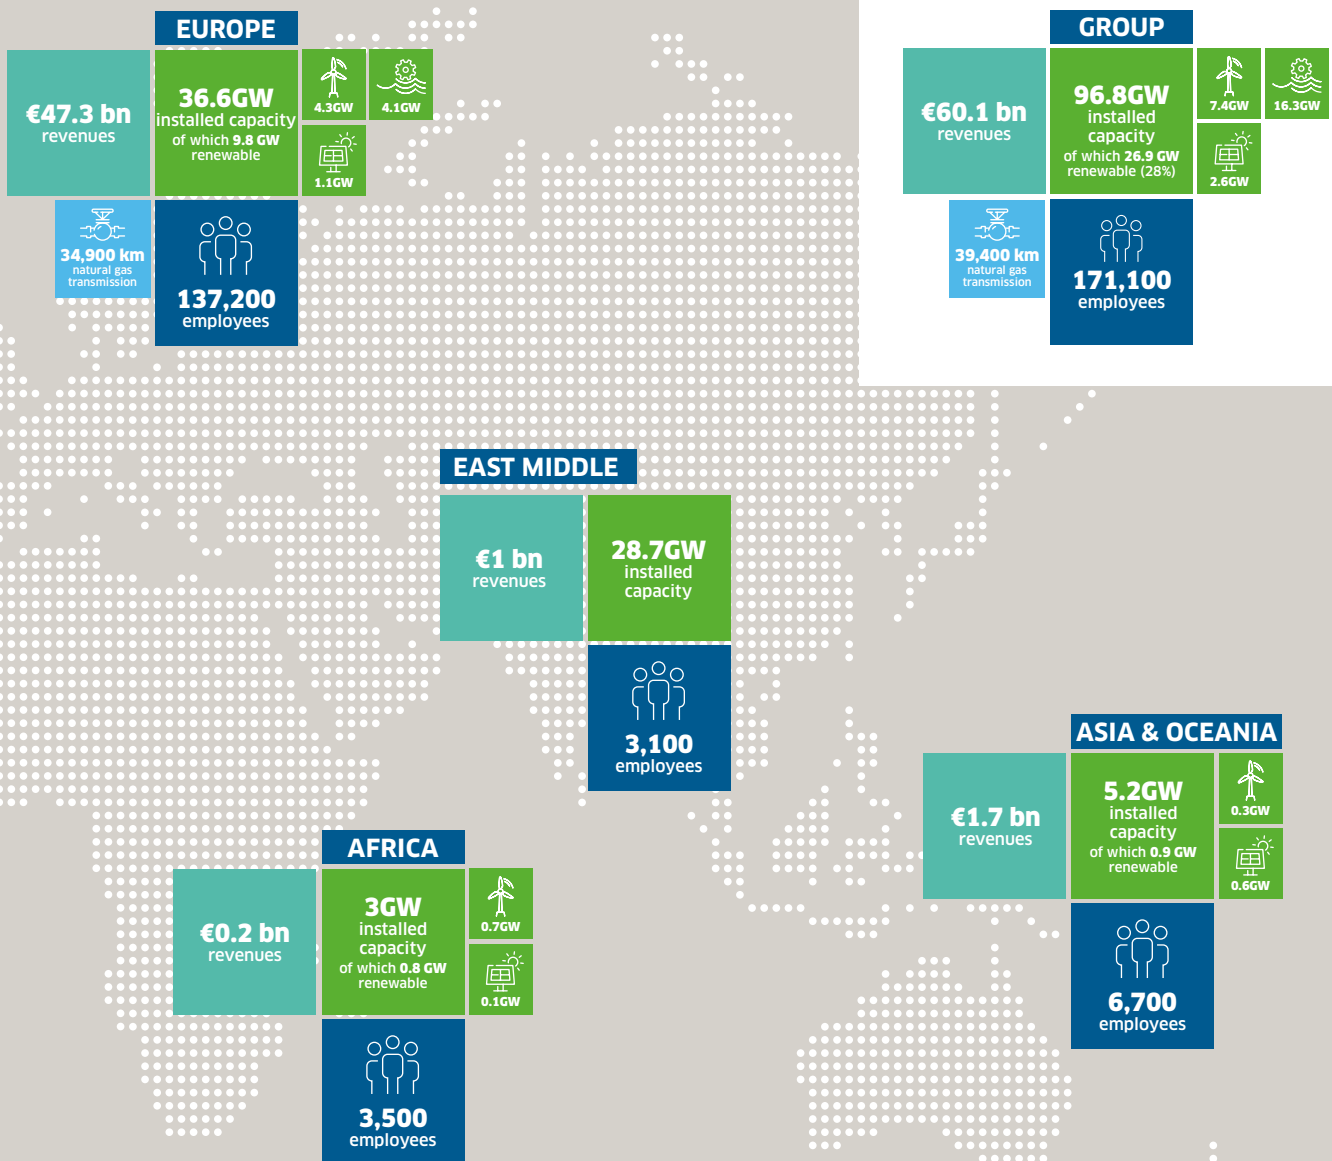 EUROPE
€47.3 bn
revenues
36.6GW
installed capacity
of which 9.8 GW
renewable
4.3GW
4.1GW
1.1GW
34,900 km
natural gas
transmission
137,200
employees
GROUP
€60.1 bn
revenues
96.8GW
installed
capacity
of which 26.9 GW
renewable (28%)
7.4GW
16.3GW
2.6GW
39,400 km
natural gas
transmission
171,100
employees
EAST MIDDLE
€1 bn
revenues
28.7GW
installed
capacity
3,100
employees
ASIA & OCEANIA
€1.7 bn
revenues
5.2GW
installed
capacity
of which 0.9 GW
renewable
0.3GW
0.6GW
6,700
employees
AFRICA
€0.2 bn
revenues
3GW
installed
capacity
of which 0.8 GW
renewable
0.7GW
0.1GW
3,500
employees